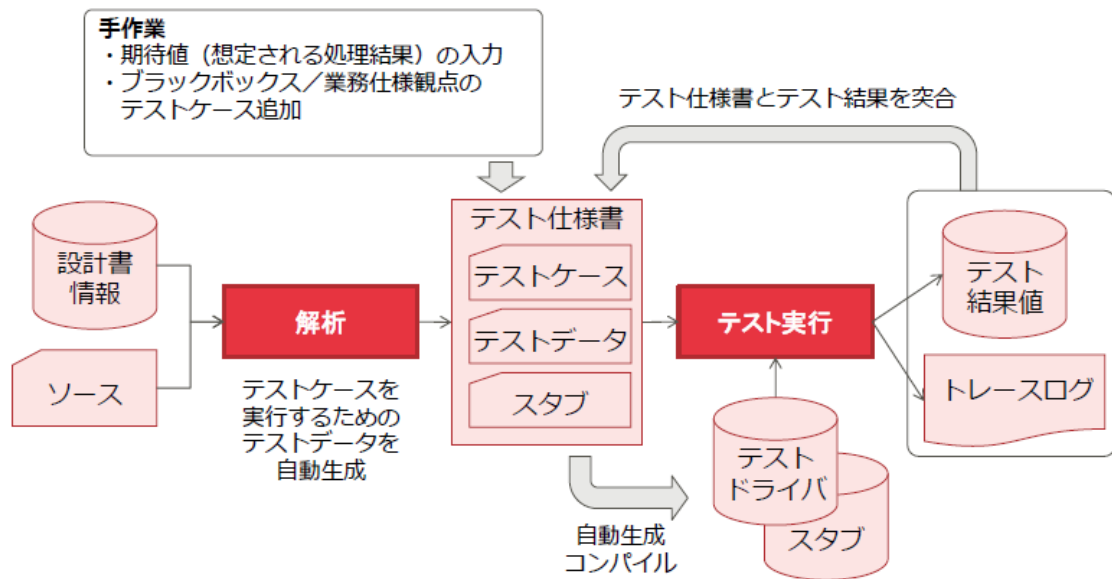 手作業
・期待値（想定される処理結果）の入力
・ブラックボックス／業務仕様観点の
テストケース追加
テスト仕様書とテスト結果を突合
設計書
情報
ソース
解析
テストケースを
実行するための
テストデータを
自動生成
テスト仕様書
テストケース
テストデータ
スタブ
自動生成
コンパイル
テスト実行
テスト
ドライバ
スタブ
テスト
結果値
トレースログ